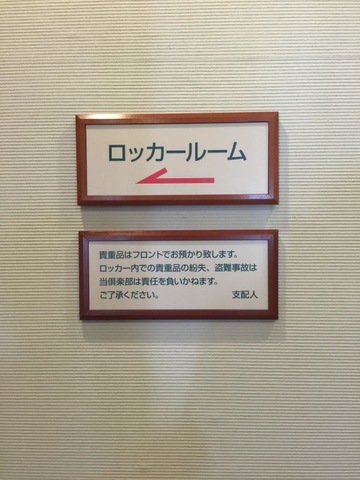 ロッカールーム
貴重品はフロントでお預かり致します。
ロッカー内での貴重品の紛失、盗難事故は
当倶楽部は責任を負いかねます。
ご了承ください。 支配人